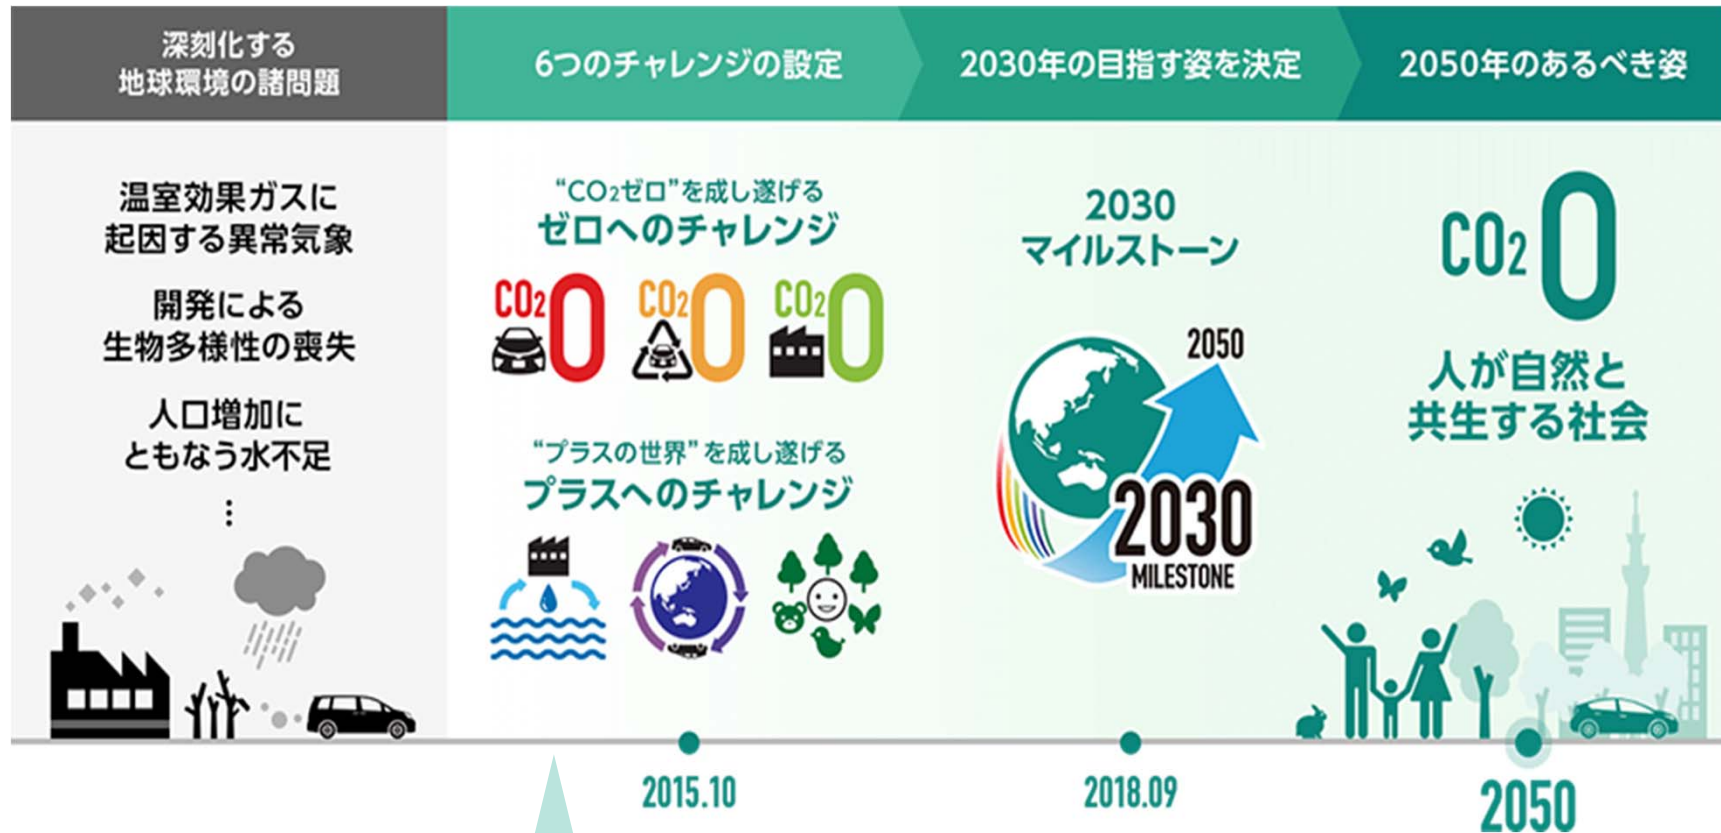 深刻化する
地球環境の諸問題
6つのチャレンジの設定
2030年の目指す姿を決定
2050年のあるべき姿
温室効果ガスに
起因する異常気象
開発による
生物多様性の喪失
人口増加に
ともなう水不足
⋮
“CO₂ゼロ”を成し遂げる
ゼロへのチャレンジ
CO₂0
CO₂0
CO₂0
“プラスの世界”を成し遂げる
プラスへのチャレンジ
2030
マイルストーン
2050
2030
MILESTONE
CO₂0
人が自然と
共生する社会
2015.10
2018.09
2050